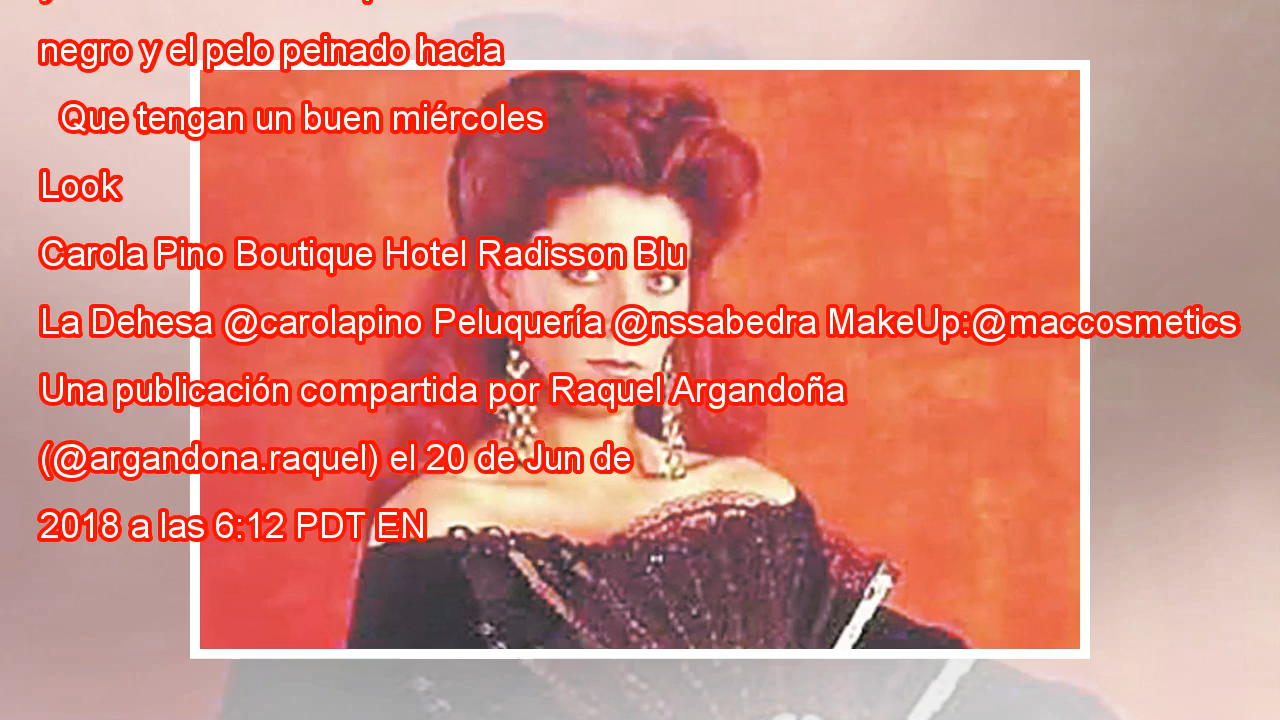 negro y el pelo peinado hacia
Que tengan un buen miércoles
Look
Carola Pino Boutique Hotel Radisson Blu
La Dehesa @carolapino Peluquería @nssabedra MakeUp:@maccosmetics
Una publicación compartida por Raquel Argandoña
(@argandona.raquel) el 20 de Jun de
2018 a las 6:12 PDT EN